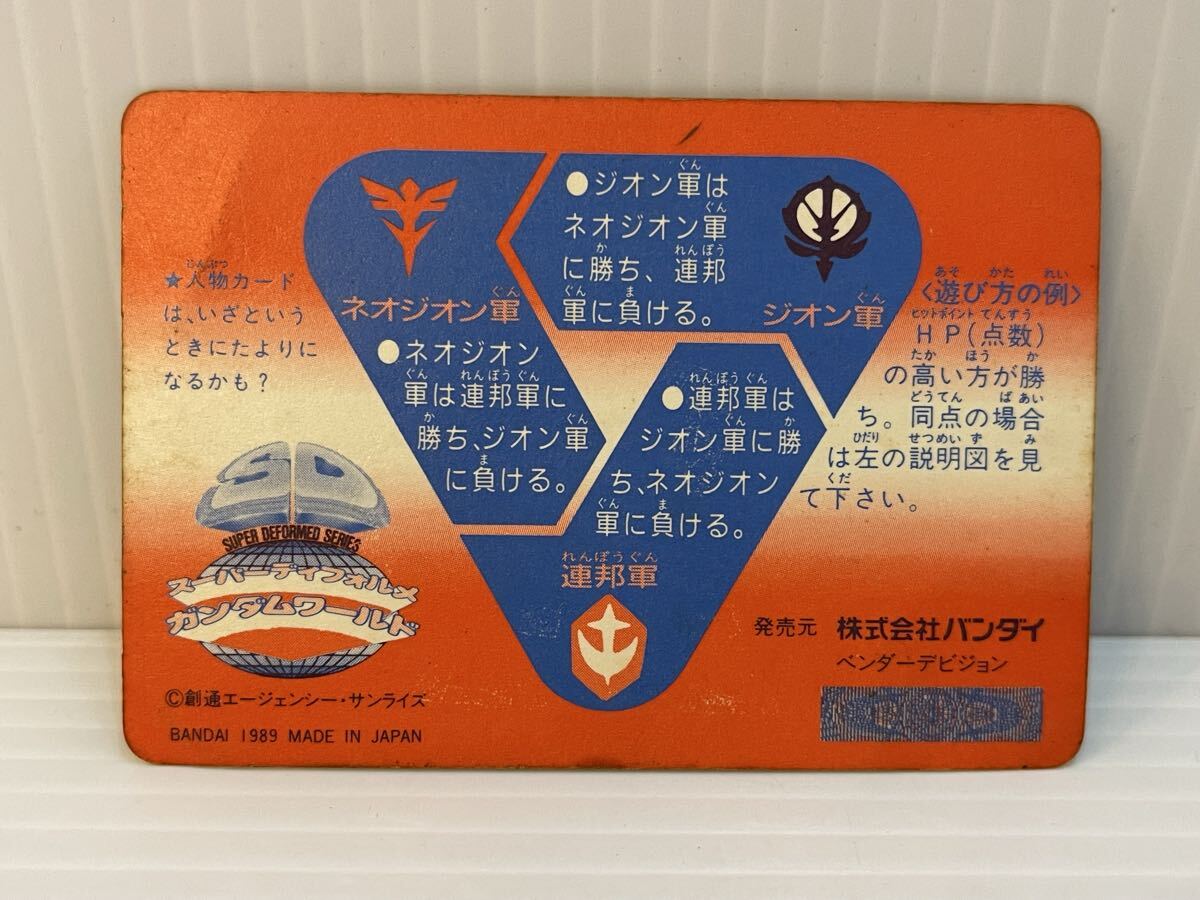 ●ジオン軍は
ネオジオン軍
に勝ち、連邦
軍に負ける。
ネオジオン軍
ジオン軍
●ネオジオン
軍は連邦軍に
勝ち、ジオン軍
に負ける。
●連邦軍は
ジオン軍に勝
ち、ネオジオン
軍に負ける。
連邦軍
★人物カード
は、いざという
ときにたよりに
なるかも?
〈遊び方の例〉
HP(点数)
の高い方が勝
ち。同点の場合
は左の説明図を見
て下さい。
SD
SUPER DEFORMED SERIES
スーパーディフォルメ
ガンダムワールド
©創通エージェンシー・サンライズ
BANDAI 1989 MADE IN JAPAN
発売元 株式会社バンダイ
ベンダーデビジョン